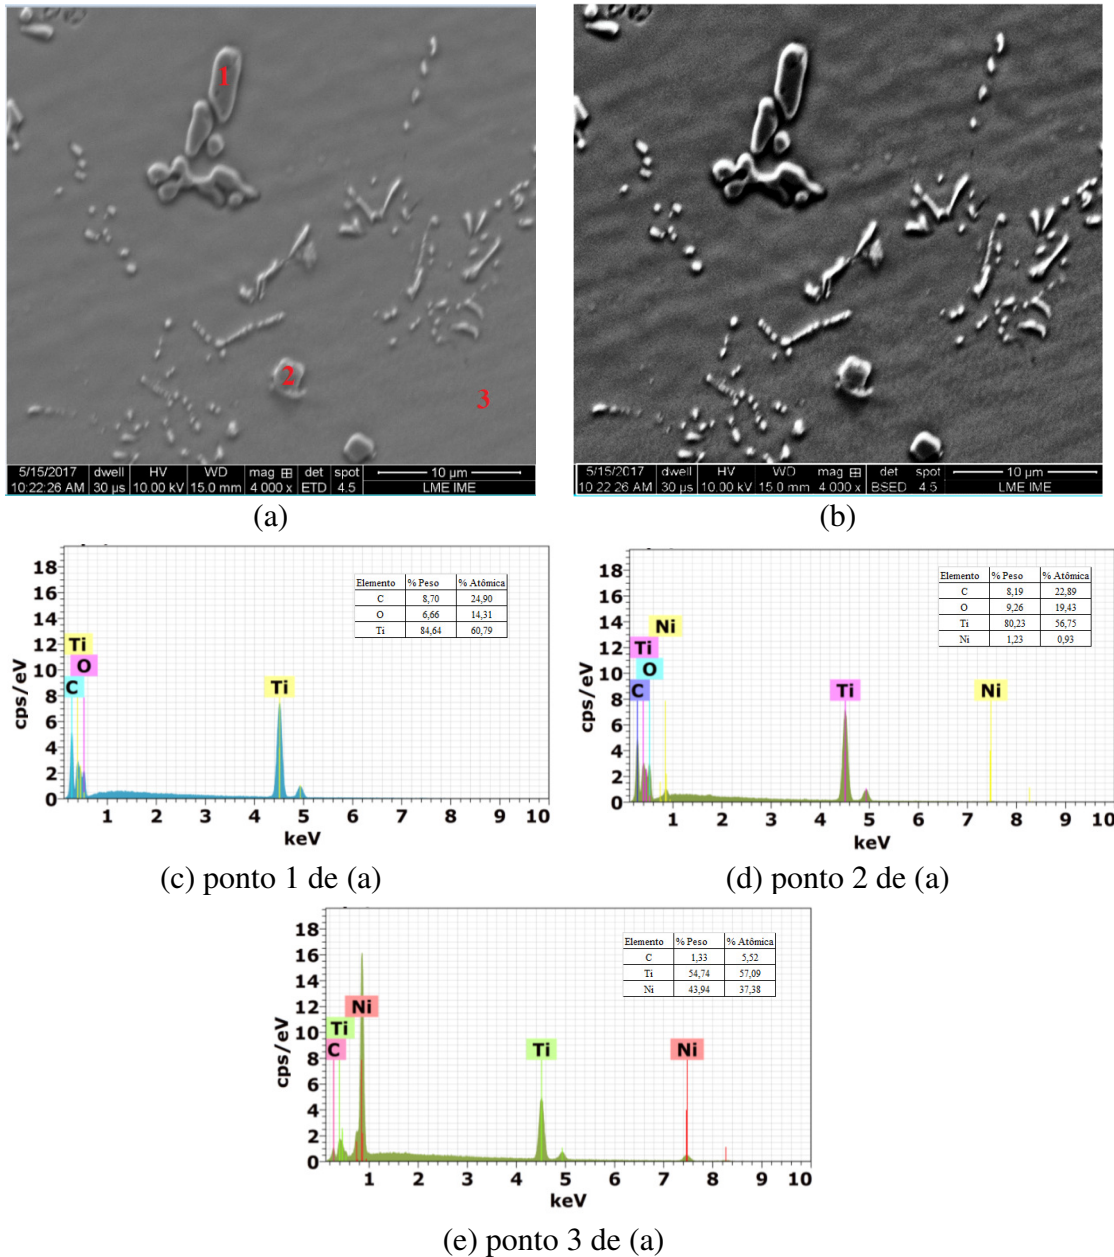 1
2
3
5/15/2017 dwell HV WD mag ⊞ det spot 10 µm
10:22:26 AM 30 µs 10.00 kV 15.0 mm 4 000 x ETD 4.5 LME IME
(a)
5/15/2017 dwell HV WD mag ⊞ det spot 10 µm
10 22 26 AM 30 µs 10.00 kV 15.0 mm 4 000 x BSED 4.5 LME IME
(b)
18
16
14
12
10
8
6
4
2
0
cps/eV
Ti
O
C
Ti
Elemento % Peso % Atômica
C 8,70 24,90
O 6,66 14,31
Ti 84,64 60,79
1 2 3 4 5 6 7 8 9 10
keV
(c) ponto 1 de (a)
18
16
14
12
10
8
6
4
2
0
cps/eV
Ni
Ti
O
C
Ti
Ni
Elemento % Peso % Atômica
C 8,19 22,89
O 9,26 19,43
Ti 80,23 56,75
Ni 1,23 0,93
1 2 3 4 5 6 7 8 9 10
keV
(d) ponto 2 de (a)
18
16
14
12
10
8
6
4
2
0
cps/eV
Ni
Ti
C
Ti
Ni
Elemento % Peso % Atômica
C 1,33 5,52
Ti 54,74 57,09
Ni 43,94 37,38
1 2 3 4 5 6 7 8 9 10
keV
(e) ponto 3 de (a)